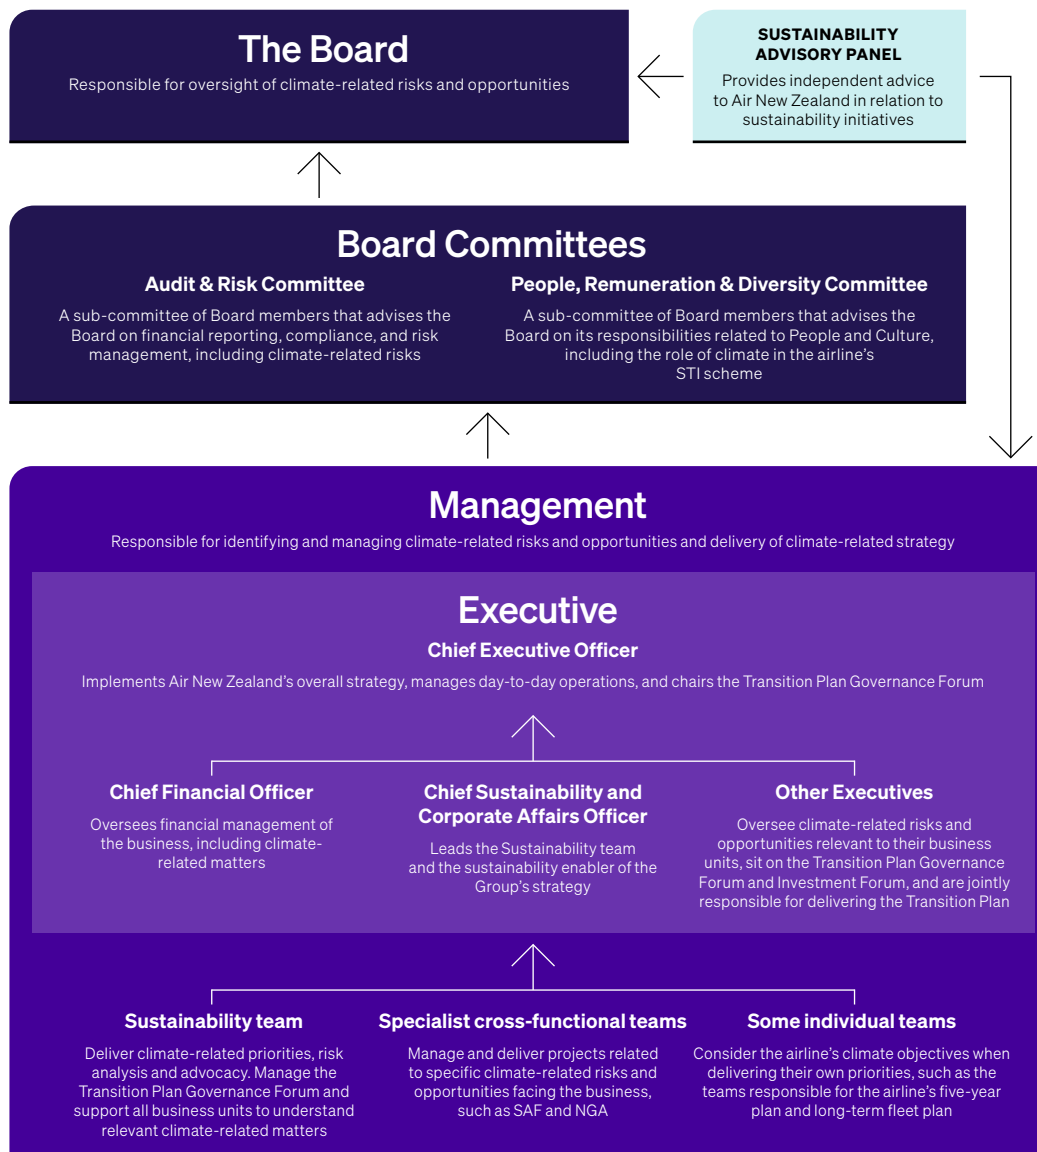 The Board
Responsible for oversight of climate-related risks and opportunities
SUSTAINABILITY
ADVISORY PANEL
Provides independent advice
to Air New Zealand in relation to
sustainability initiatives
Board Committees
Audit & Risk Committee
A sub-committee of Board members that advises the
Board on financial reporting, compliance, and risk
management, including climate-related risks
People, Remuneration & Diversity Committee
A sub-committee of Board members that advises the
Board on its responsibilities related to People and Culture,
including the role of climate in the airline’s
STI scheme
Management
Responsible for identifying and managing climate-related risks and opportunities and delivery of climate-related strategy
Executive
Chief Executive Officer
Implements Air New Zealand’s overall strategy, manages day-to-day operations, and chairs the Transition Plan Governance Forum
Chief Financial Officer
Oversees financial management of
the business, including climate-
related matters
Chief Sustainability and
Corporate Affairs Officer
Leads the Sustainability team
and the sustainability enabler of the
Group’s strategy
Other Executives
Oversee climate-related risks and
opportunities relevant to their business
units, sit on the Transition Plan Governance
Forum and Investment Forum, and are jointly
responsible for delivering the Transition Plan
Sustainability team
Deliver climate-related priorities, risk
analysis and advocacy. Manage the
Transition Plan Governance Forum and
support all business units to understand
relevant climate-related matters
Specialist cross-functional teams
Manage and deliver projects related
to specific climate-related risks and
opportunities facing the business,
such as SAF and NGA
Some individual teams
Consider the airline’s climate objectives when
delivering their own priorities, such as the
teams responsible for the airline’s five-year
plan and long-term fleet plan